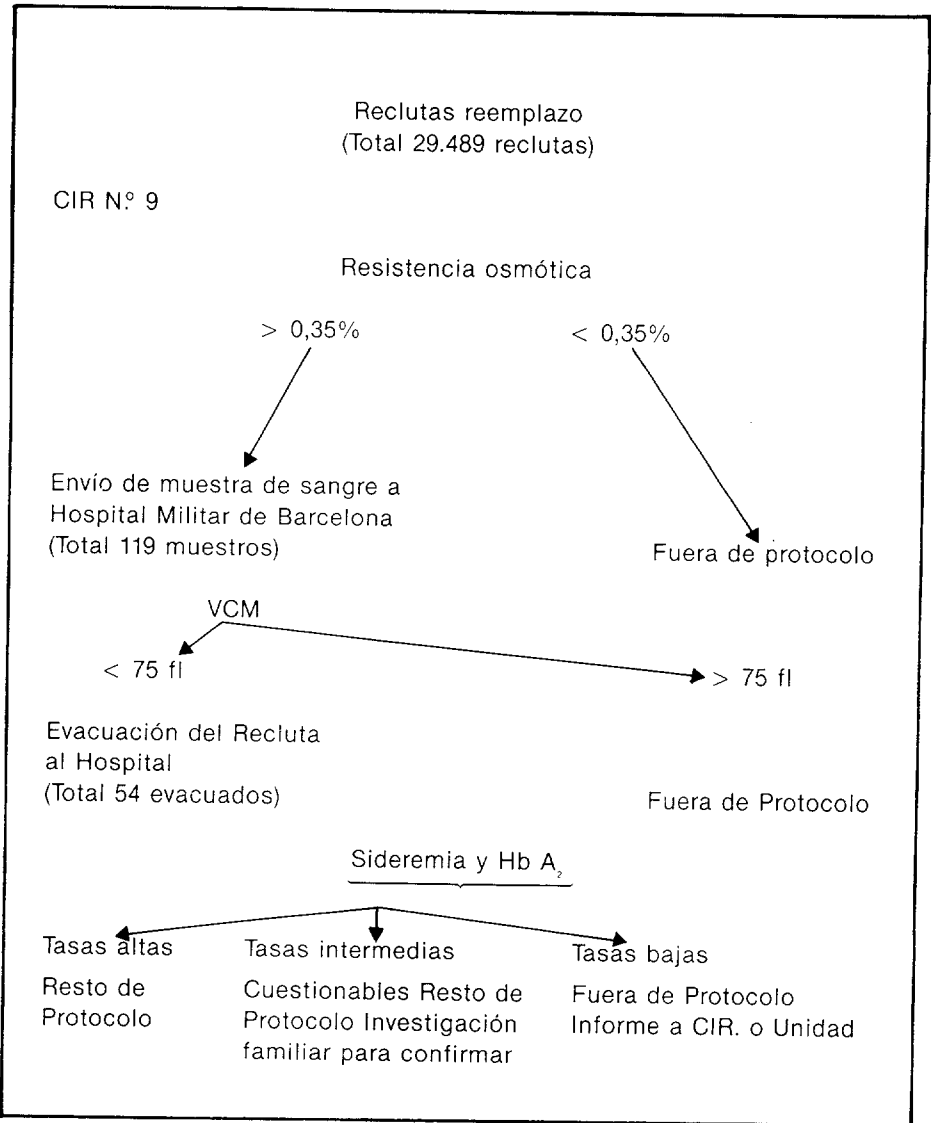 Reclutas reemplazo
(Total 29.489 reclutas)
CIR N.º 9
Resistencia osmótica
> 0,35%
< 0,35%
Envío de muestra de sangre a
Hospital Militar de Barcelona
(Total 119 muestros)
Fuera de protocolo
VCM
< 75 fl
> 75 fl
Evacuación del Recluta
al Hospital
(Total 54 evacuados)
Fuera de Protocolo
Sideremia y Hb A₂
Tasas altas
Resto de
Protocolo
Tasas intermedias
Cuestionables Resto de
Protocolo Investigación
familiar para confirmar
Tasas bajas
Fuera de Protocolo
Informe a CIR. o Unidad